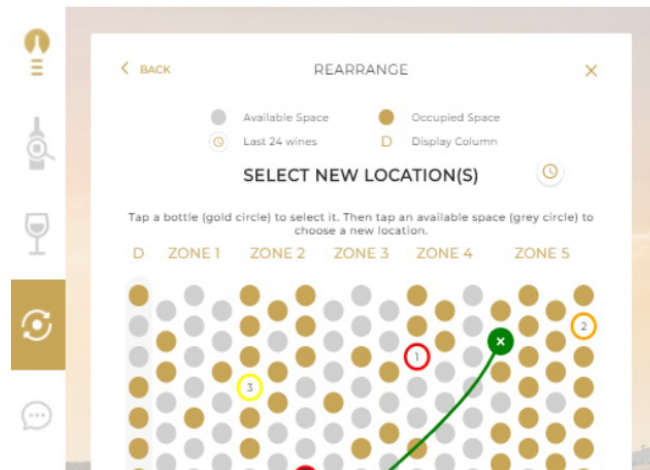 BACK
REARRANGE
Available Space
Occupied Space
Last 24 wines
D
Display Column
SELECT NEW LOCATION(S)
Tap a bottle (gold circle) to select it. Then tap an available space (grey circle) to
choose a new location.
D ZONE 1 ZONE 2 ZONE 3 ZONE 4 ZONE 5
2
1
3